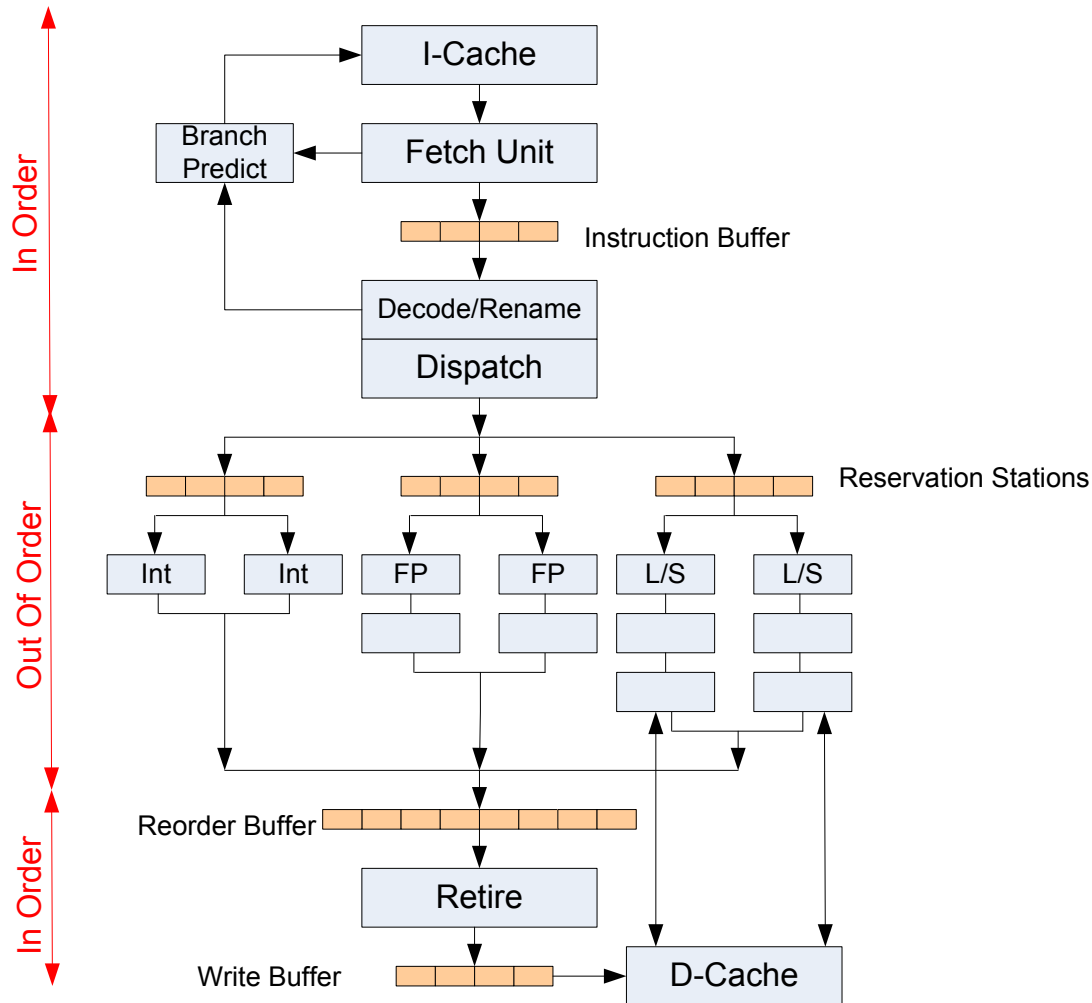 I-Cache
Branch
Predict
Fetch Unit
Instruction Buffer
Decode/Rename
Dispatch
In Order
Reservation Stations
Int
Int
FP
FP
L/S
L/S
Out Of Order
Reorder Buffer
Retire
Write Buffer
D-Cache
In Order